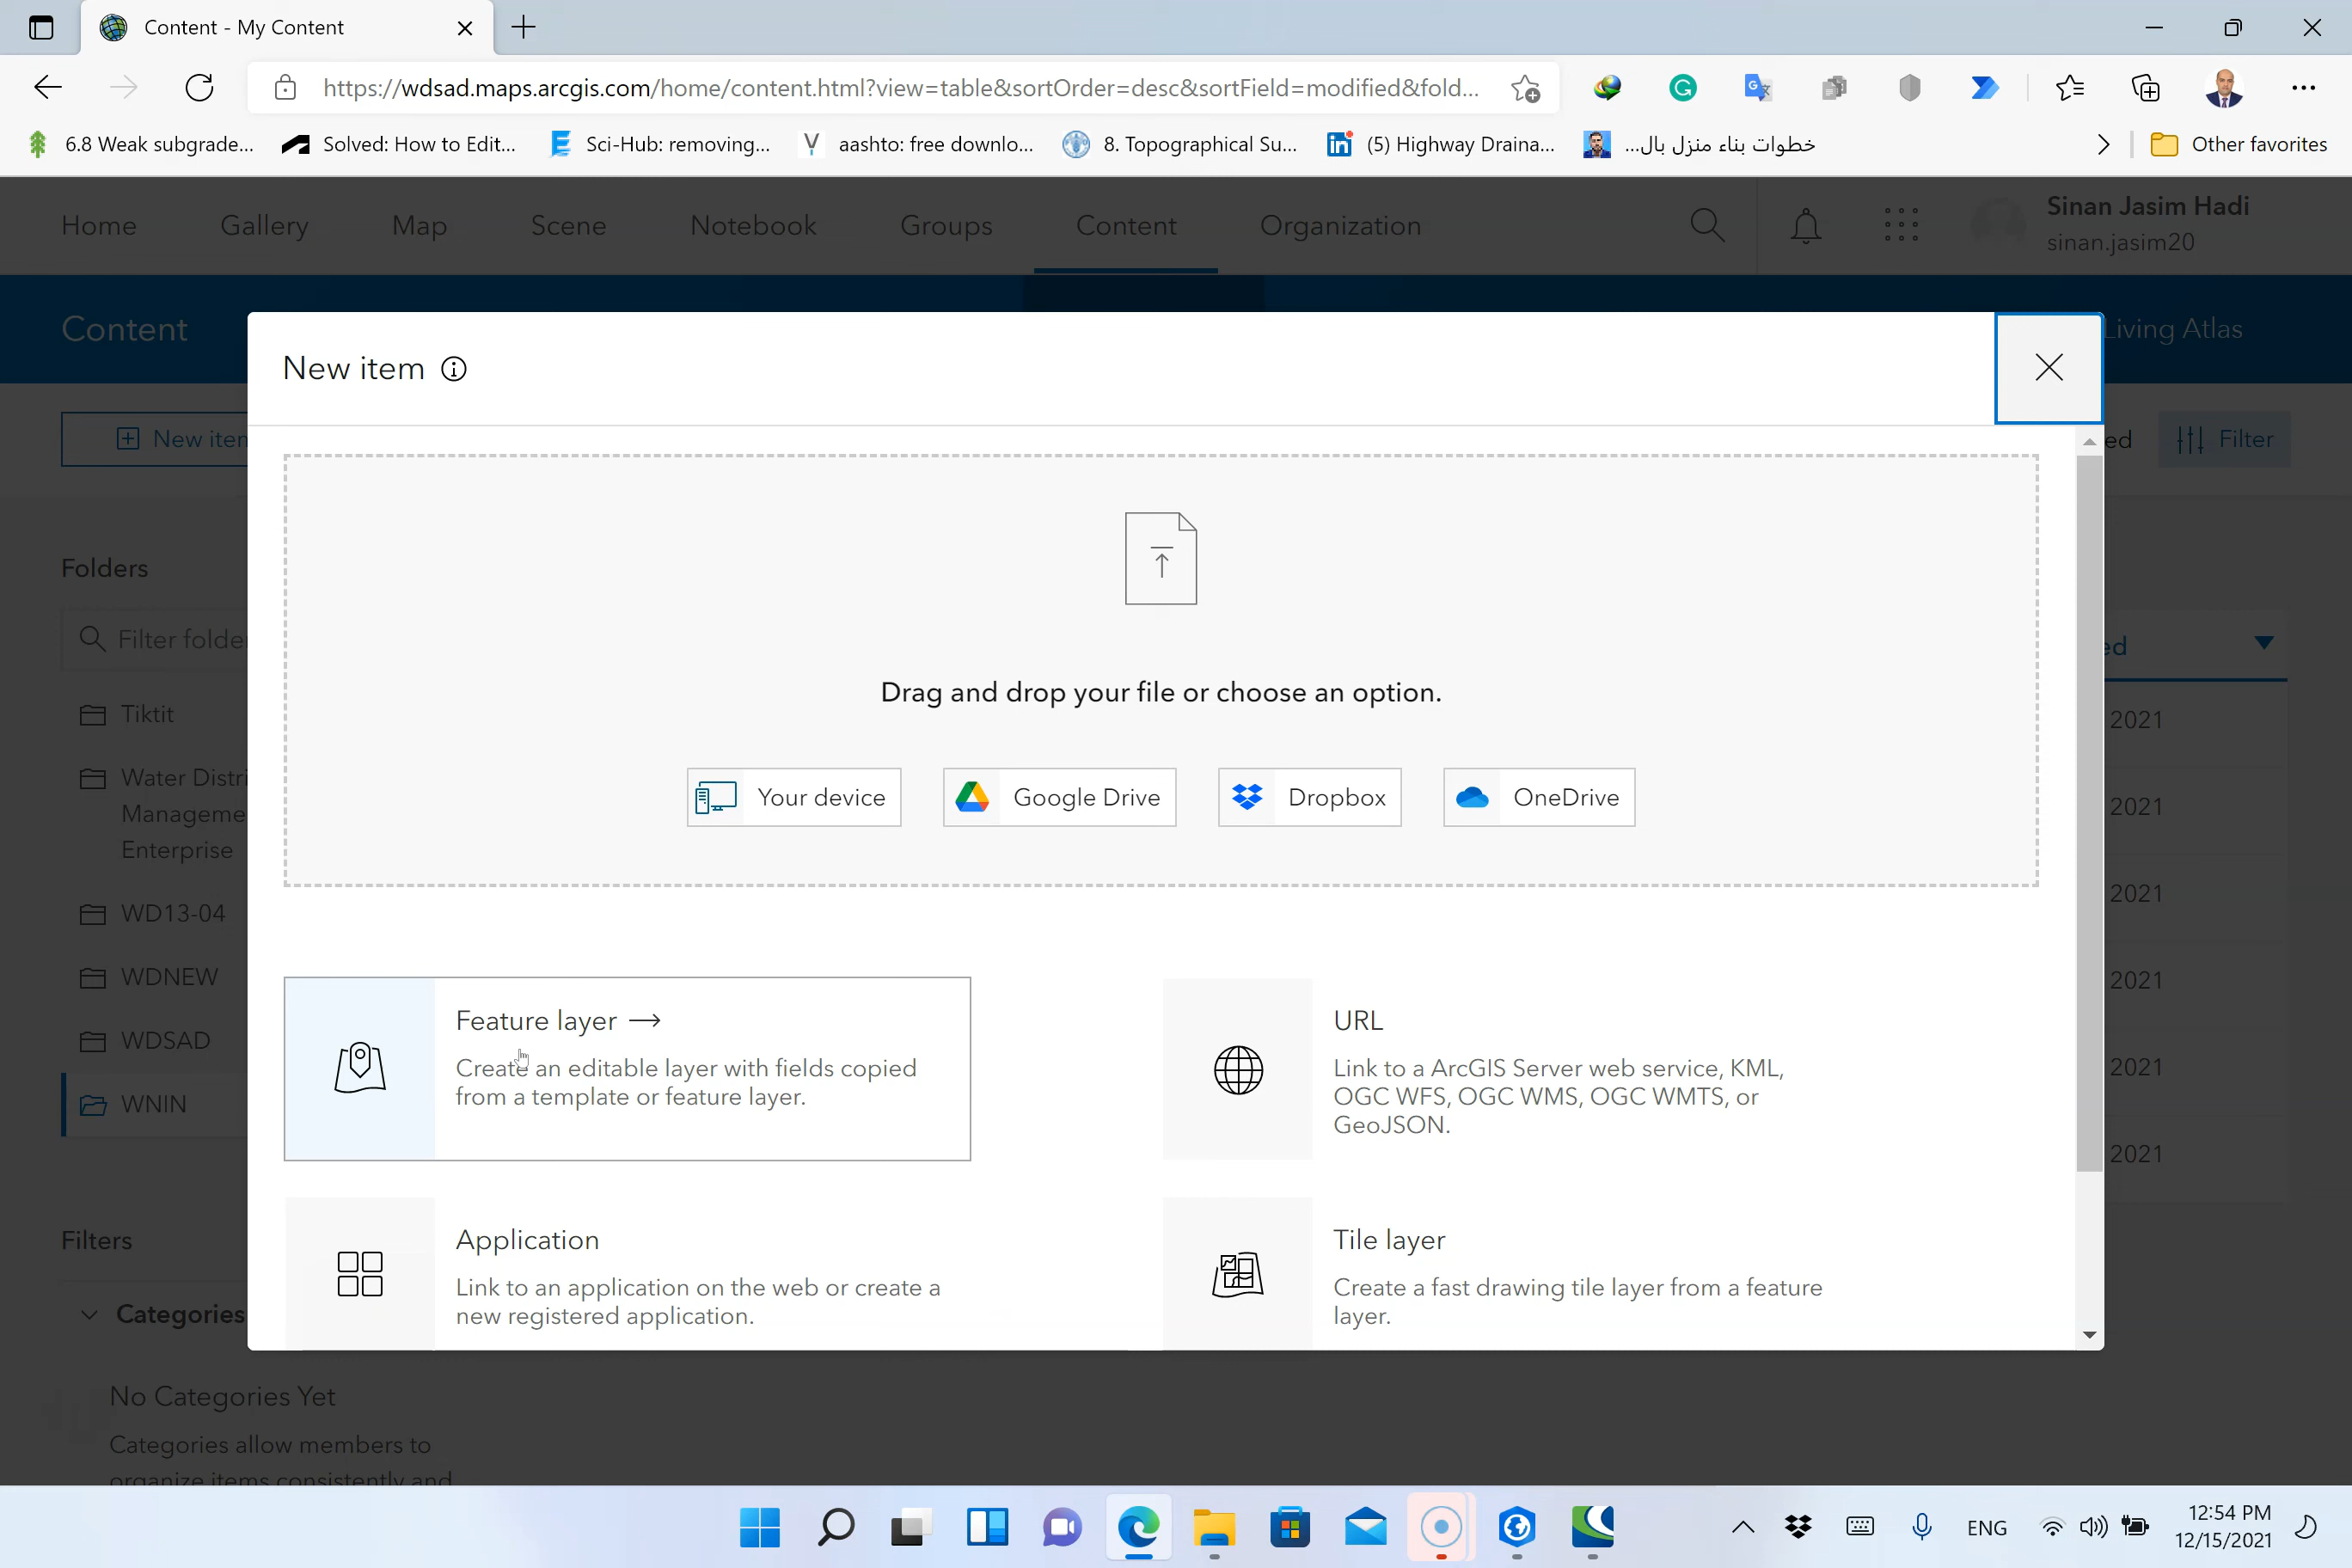 Content - My Content
https://wdsad.maps.arcgis.com/home/content.html?view=table&sortOrder=desc&sortField=modified&fold...
6.8 Weak subgrade... Solved: How to Edit... Sci-Hub: removing... aashto: free downlo... 8. Topographical Su... (5) Highway Draina... خطوات بناء منزل بال... Other favorites
Home Gallery Map Scene Notebook Groups Content Organization
Sinan Jasim Hadi
sinan.jasim20
Content
Living Atlas
New item
New item
Filter
Drag and drop your file or choose an option.
Your device Google Drive Dropbox OneDrive
Folders
Filter folde
Tiktit
Water Distri
Manageme
Enterprise
WD13-04
WDNEW
WDSAD
WNIN
ed
ed
2021
2021
2021
2021
2021
2021
Feature layer
Create an editable layer with fields copied
from a template or feature layer.
URL
Link to a ArcGIS Server web service, KML,
OGC WFS, OGC WMS, OGC WMTS, or
GeoJSON.
Application
Link to an application on the web or create a
new registered application.
Tile layer
Create a fast drawing tile layer from a feature
layer.
Filters
Categories
No Categories Yet
Categories allow members to
organize items consistently and
ENG
12:54 PM
12/15/2021